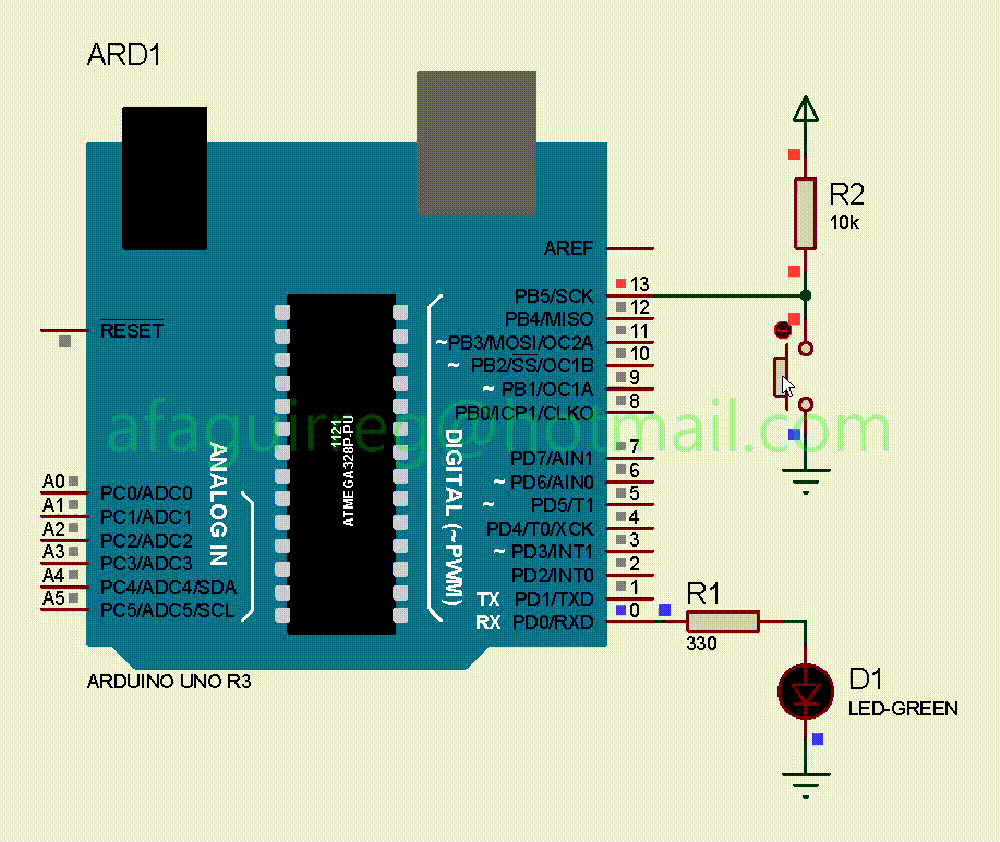 ARD1
R2
10k
AREF
13
PB5/SCK
12
PB4/MISO
11
RESET
~PB3/MOSI/OC2A
10
~ PB2/SS/OC1B
9
~ PB1/OC1A
8
PB0/ICP1/CLKO
afaguirreg@hotmail.com
1121
ATMEGA328P-PU
DIGITAL (~PWM)
ANALOG IN
7
PD7/AIN1
6
~ PD6/AIN0
A0
PC0/ADC0
5
~ PD5/T1
A1
PC1/ADC1
4
PD4/T0/XCK
A2
PC2/ADC2
3
~ PD3/INT1
A3
PC3/ADC3
2
PD2/INT0
A4
PC4/ADC4/SDA
1
TX PD1/TXD
A5
PC5/ADC5/SCL
0
RX PD0/RXD
R1
330
ARDUINO UNO R3
D1
LED-GREEN